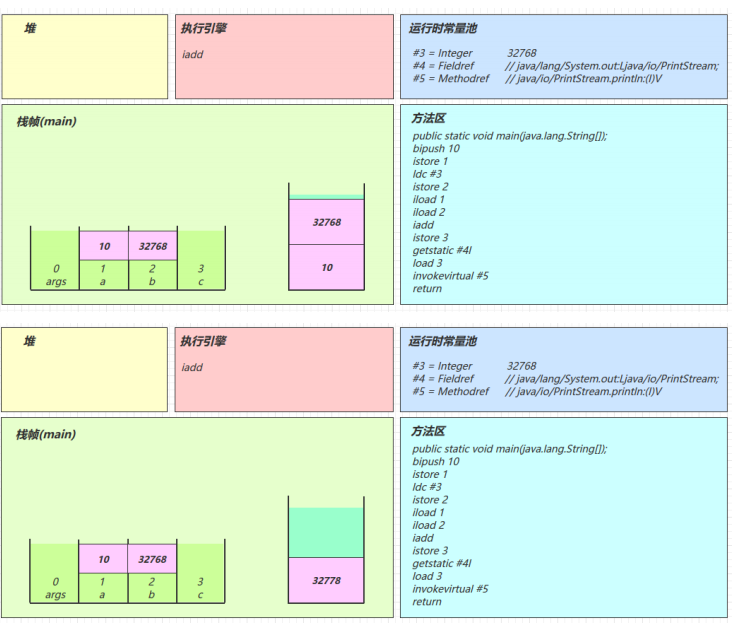 堆
执行引擎
iadd
运行时常量池
#3 = Integer 32768
#4 = Fieldref // java/lang/System.out:Ljava/io/PrintStream;
#5 = Methodref // java/io/PrintStream.println:(I)V
栈帧(main)
32768
10
10 32768
0 1 2 3
args a b c
方法区
public static void main(java.lang.String[]);
bipush 10
istore 1
ldc #3
istore 2
iload 1
iload 2
iadd
istore 3
getstatic #4I
load 3
invokevirtual #5
return
堆
执行引擎
iadd
运行时常量池
#3 = Integer 32768
#4 = Fieldref // java/lang/System.out:Ljava/io/PrintStream;
#5 = Methodref // java/io/PrintStream.println:(I)V
栈帧(main)
10 32768
0 1 2 3
args a b c
32778
方法区
public static void main(java.lang.String[]);
bipush 10
istore 1
ldc #3
istore 2
iload 1
iload 2
iadd
istore 3
getstatic #4I
load 3
invokevirtual #5
return